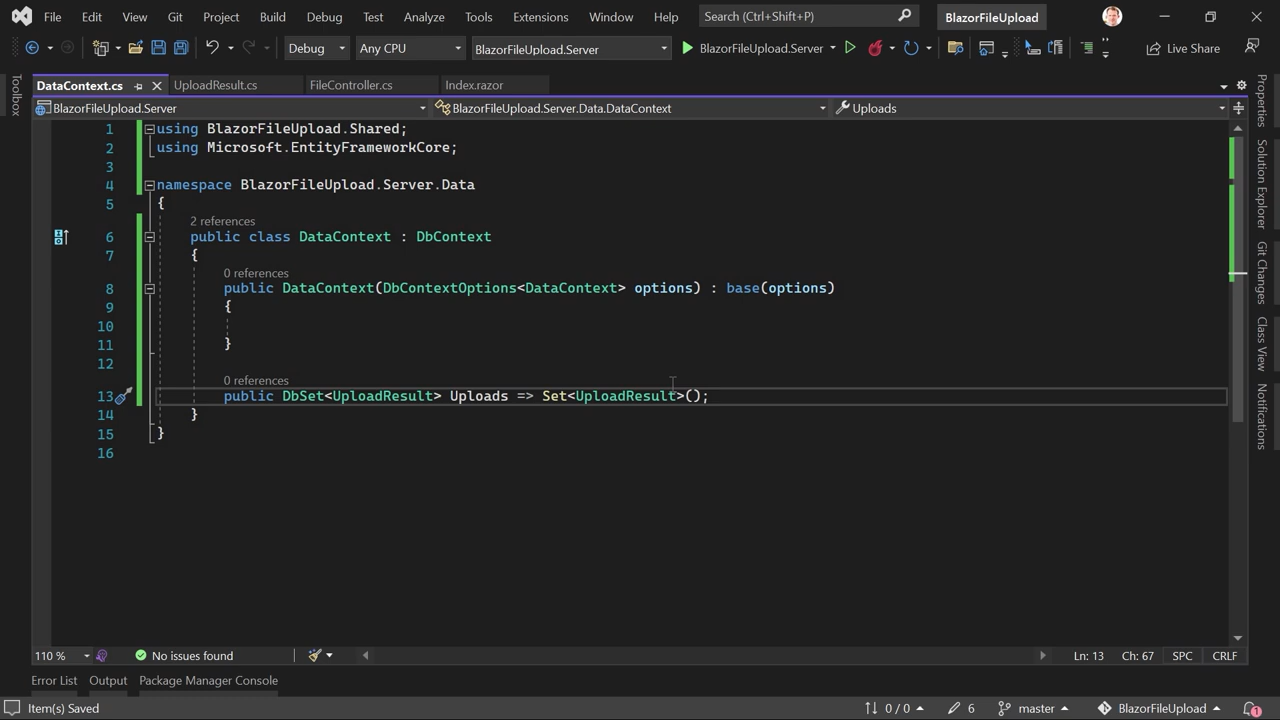 File Edit View Git Project Build Debug Test Analyze Tools Extensions Window Help Search (Ctrl+Shift+P) BlazorFileUpload
Debug Any CPU BlazorFileUpload.Server BlazorFileUpload.Server Live Share
DataContext.cs UploadResult.cs FileController.cs Index.razor
BlazorFileUpload.Server BlazorFileUpload.Server.Data.DataContext Uploads
Toolbox
1 using BlazorFileUpload.Shared;
2 using Microsoft.EntityFrameworkCore;
3
4 namespace BlazorFileUpload.Server.Data
5 {
2 references
6 public class DataContext : DbContext
7 {
0 references
8 public DataContext(DbContextOptions<DataContext> options) : base(options)
9 {
10
11 }
12
0 references
13 public DbSet<UploadResult> Uploads => Set<UploadResult>();
14 }
15 }
16
Properties
Solution Explorer
Git Changes
Class View
Notifications
110 % No issues found Ln: 13 Ch: 67 SPC CRLF
Error List Output Package Manager Console
Item(s) Saved 0 / 0 6 master BlazorFileUpload 1